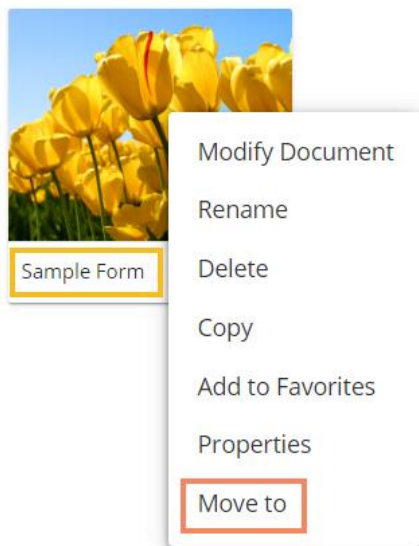 Sample Form
Modify Document
Rename
Delete
Copy
Add to Favorites
Properties
Move to